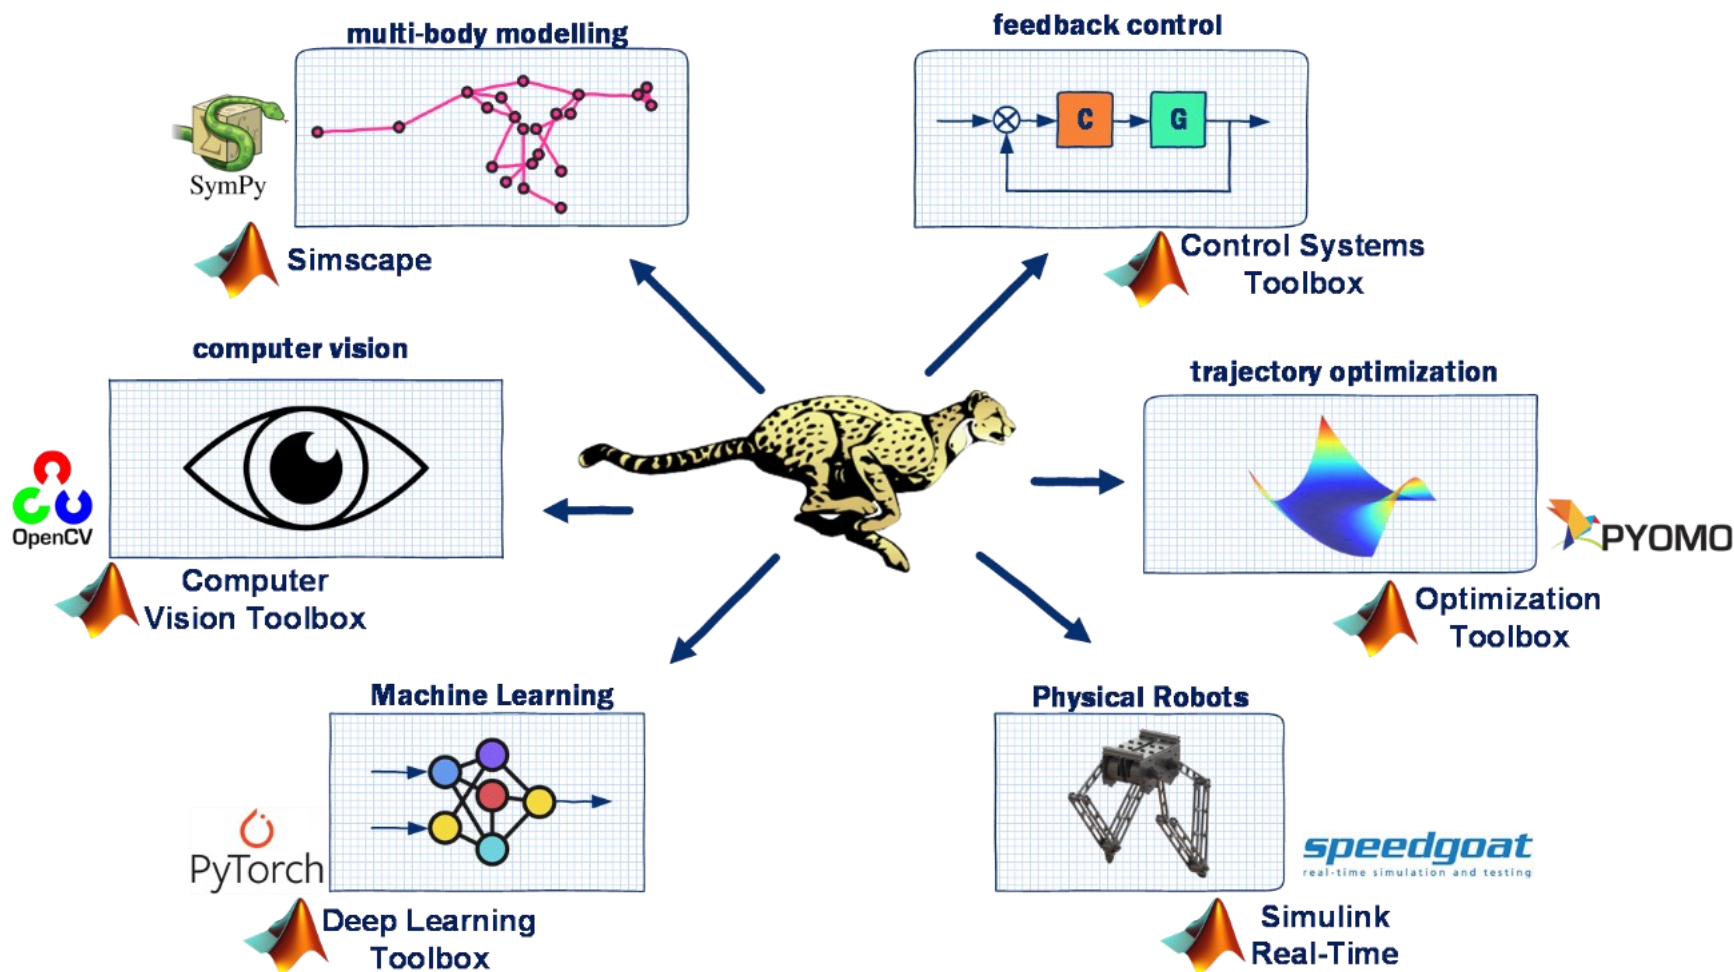 multi-body modelling
feedback control
SymPy
C
G
Simscape
Control Systems
Toolbox
computer vision
trajectory optimization
OpenCV
PYOMO
Computer
Vision Toolbox
Optimization
Toolbox
Machine Learning
Physical Robots
PyTorch
speedgoat
real-time simulation and testing
Deep Learning
Toolbox
Simulink
Real-Time